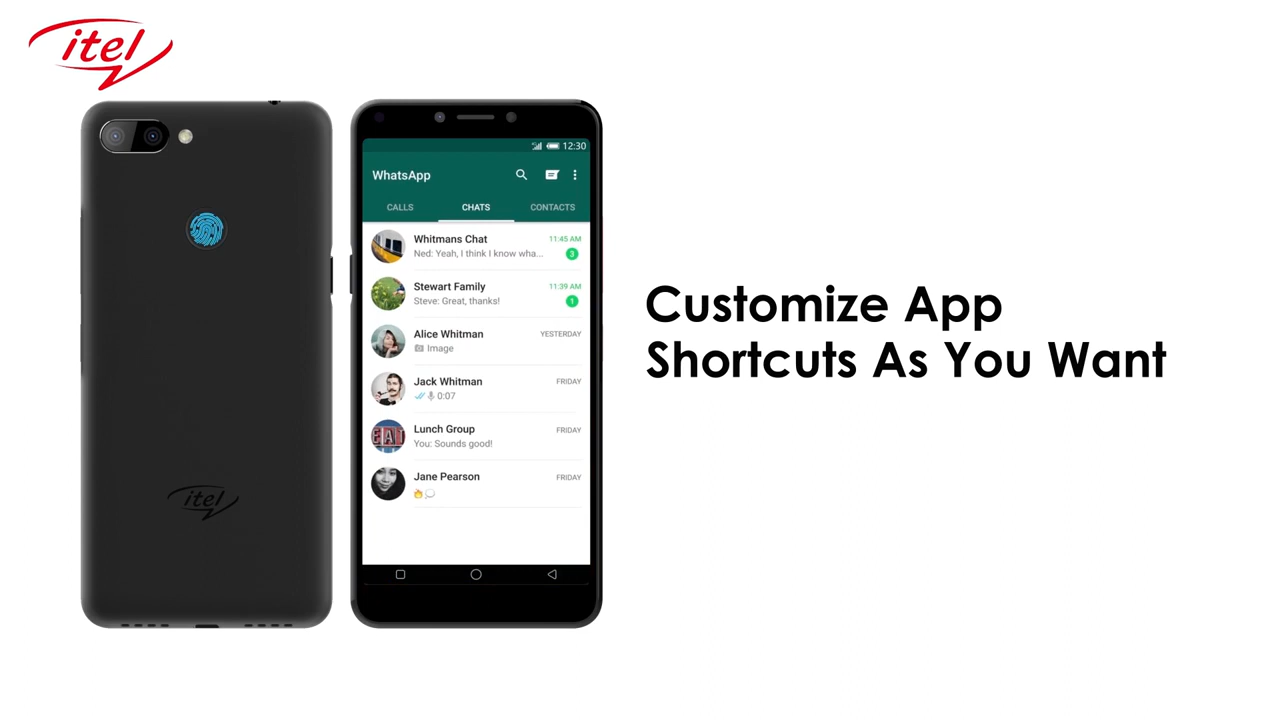 itel
12:30
WhatsApp
CALLS CHATS CONTACTS
Whitmans Chat 11:45 AM
Ned: Yeah, I think I know wha... 3
Stewart Family 11:39 AM
Steve: Great, thanks! 1
Alice Whitman YESTERDAY
Image
Jack Whitman FRIDAY
0:07
EAT
Lunch Group FRIDAY
You: Sounds good!
Jane Pearson FRIDAY
itel
Customize App
Shortcuts As You Want